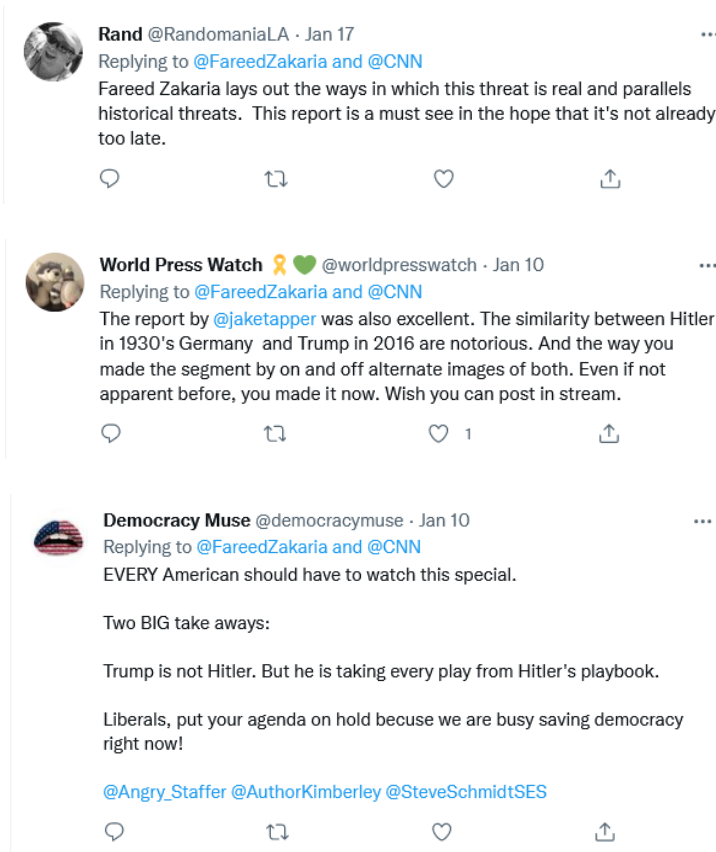 Rand @RandomaniaLA · Jan 17
Replying to @FareedZakaria and @CNN
Fareed Zakaria lays out the ways in which this threat is real and parallels
historical threats.  This report is a must see in the hope that it's not already
too late.
World Press Watch 🎗️💚 @worldpresswatch · Jan 10
Replying to @FareedZakaria and @CNN
The report by @jaketapper was also excellent. The similarity between Hitler
in 1930's Germany  and Trump in 2016 are notorious. And the way you
made the segment by on and off alternate images of both. Even if not
apparent before, you made it now. Wish you can post in stream.
1
Democracy Muse @democracymuse · Jan 10
Replying to @FareedZakaria and @CNN
EVERY American should have to watch this special.
Two BIG take aways:
Trump is not Hitler. But he is taking every play from Hitler's playbook.
Liberals, put your agenda on hold becuse we are busy saving democracy
right now!
@Angry_Staffer @AuthorKimberley @SteveSchmidtSES